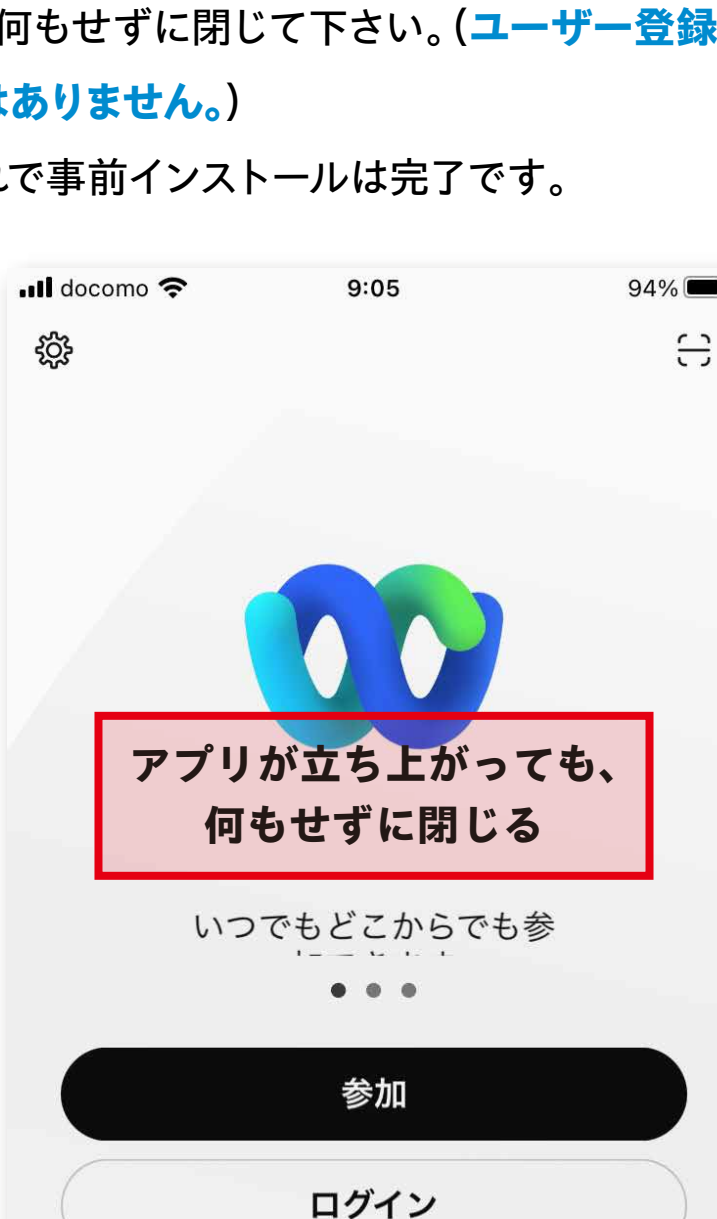 何もせずに閉じて下さい。(ユーザー登録
はありません。)
れで事前インストールは完了です。
docomo 9:05 94%
アプリが立ち上がっても、
何もせずに閉じる
いつでもどこからでも参
参加
ログイン